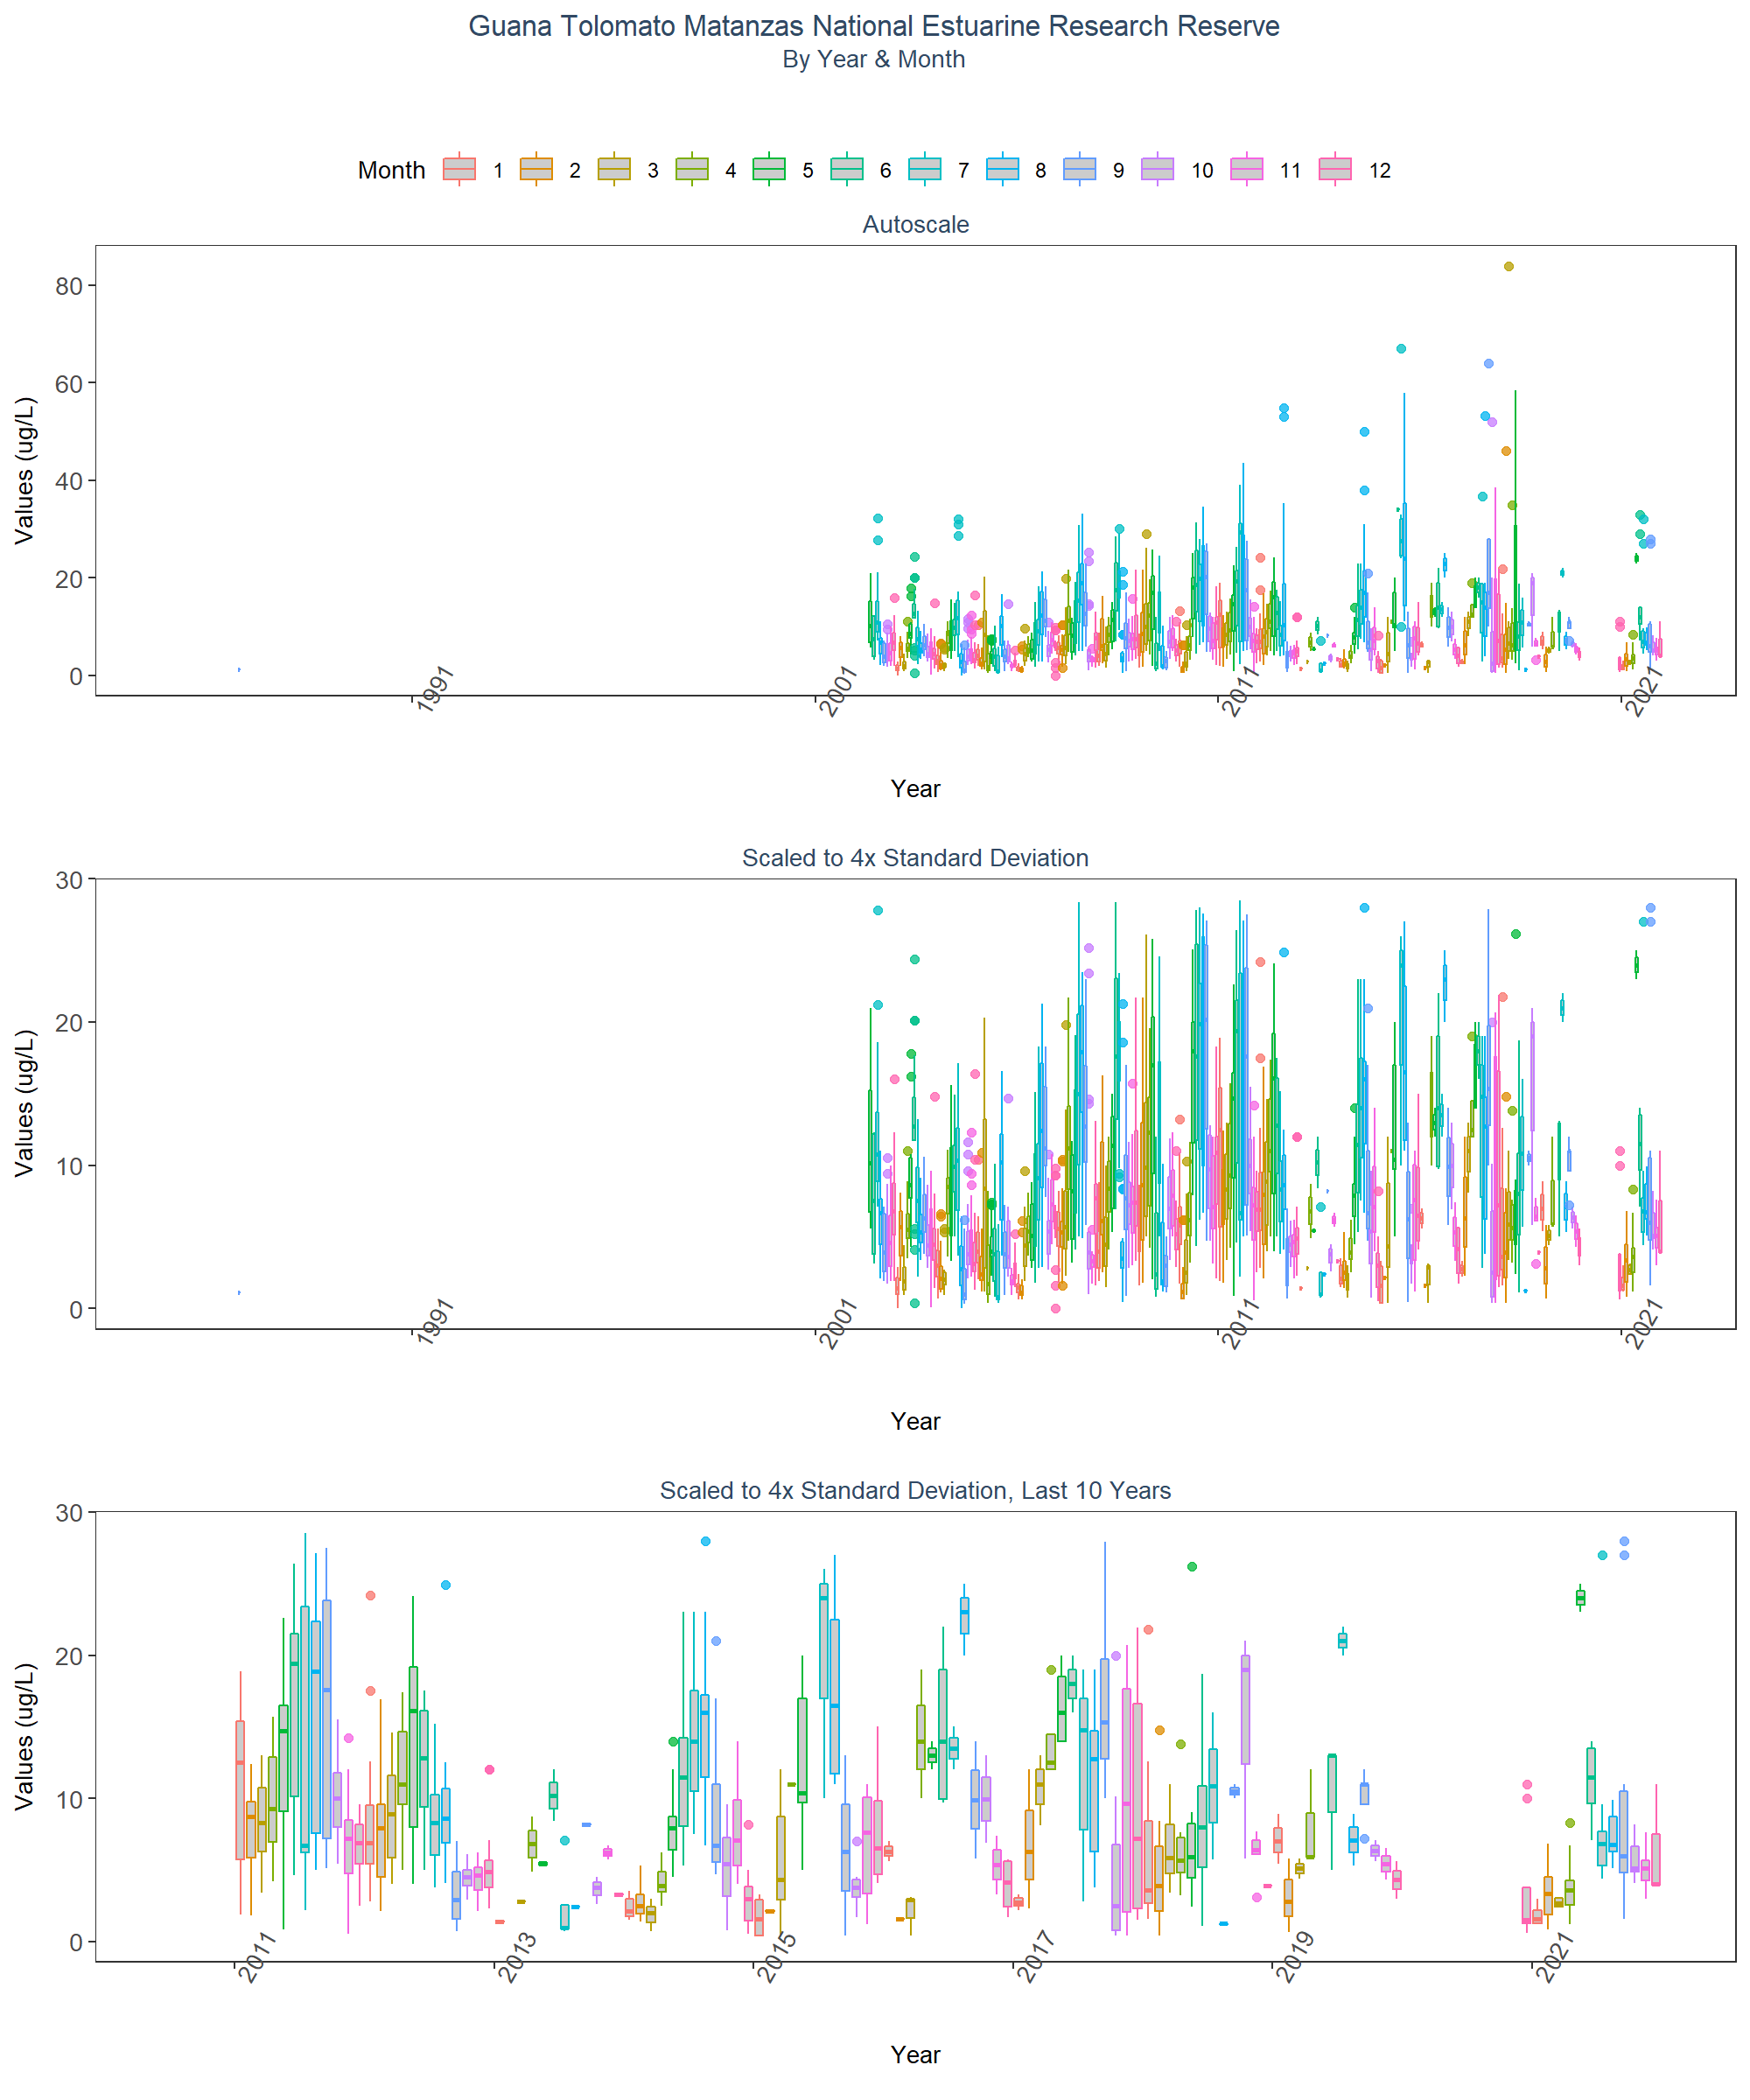 Guana Tolomato Matanzas National Estuarine Research Reserve
By Year & Month
Month 1 2 3 4 5 6 7 8 9 10 11 12
Autoscale
80
60
40
20
0
Values (ug/L)
1991 2001 2011 2021
Year
Scaled to 4x Standard Deviation
30
20
10
0
Values (ug/L)
1991 2001 2011 2021
Year
Scaled to 4x Standard Deviation, Last 10 Years
30
20
10
0
Values (ug/L)
2011 2013 2015 2017 2019 2021
Year